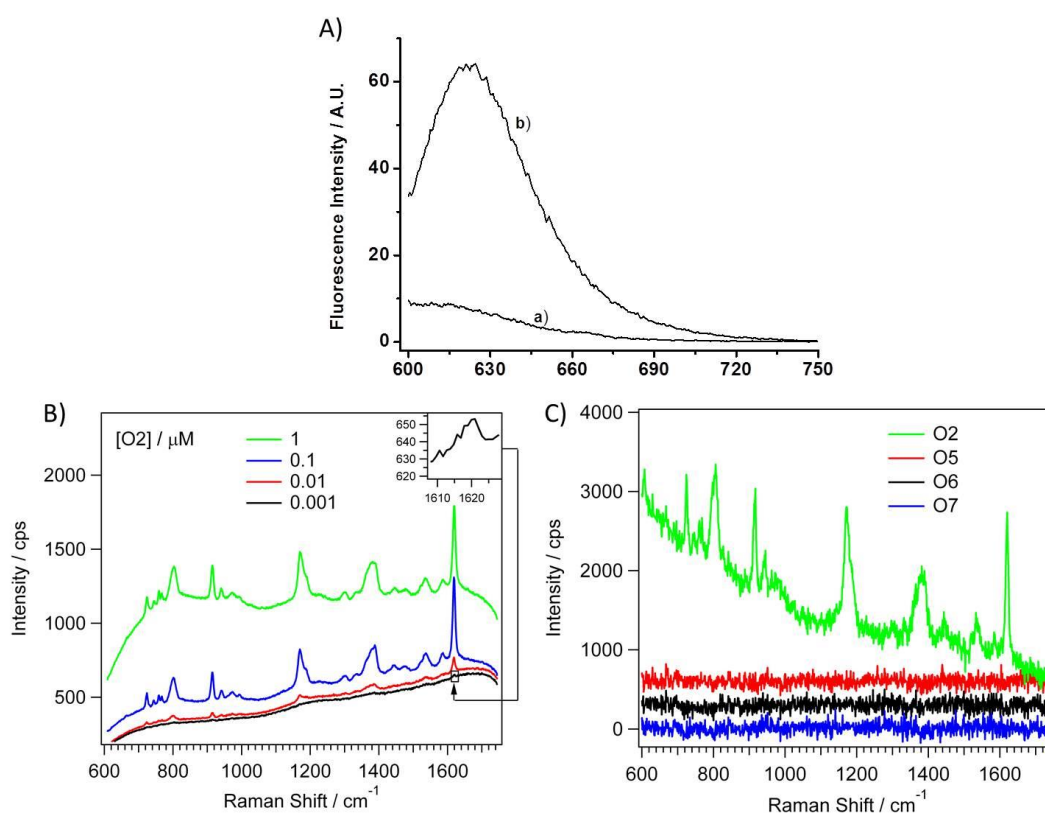 A)
Fluorescence Intensity / A.U.
60
40
20
0
b)
a)
600 630 660 690 720 750
B)
[O2] / μM
1
0.1
0.01
0.001
650
640
630
620
1610 1620
Intensity / cps
2000
1500
1000
500
600 800 1000 1200 1400 1600
Raman Shift / cm⁻¹
C)
O2
O5
O6
O7
Intensity / cps
4000
3000
2000
1000
0
600 800 1000 1200 1400 1600
Raman Shift / cm⁻¹